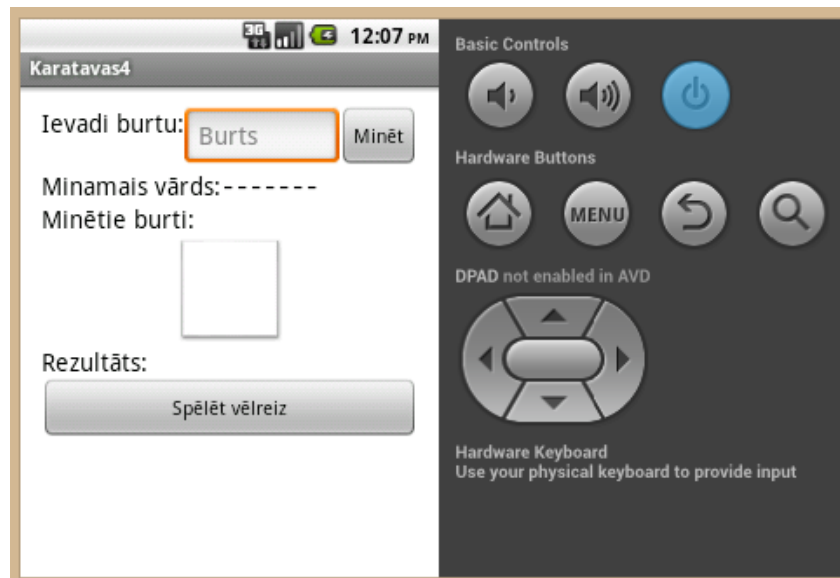 3G 12:07 PM
Karatavas4
Ievadi burtu: Burts Minēt
Minamais vārds:-------
Minētie burti:
Rezultāts:
Spēlēt vēlreiz
Basic Controls
Hardware Buttons
MENU
DPAD not enabled in AVD
Hardware Keyboard
Use your physical keyboard to provide input